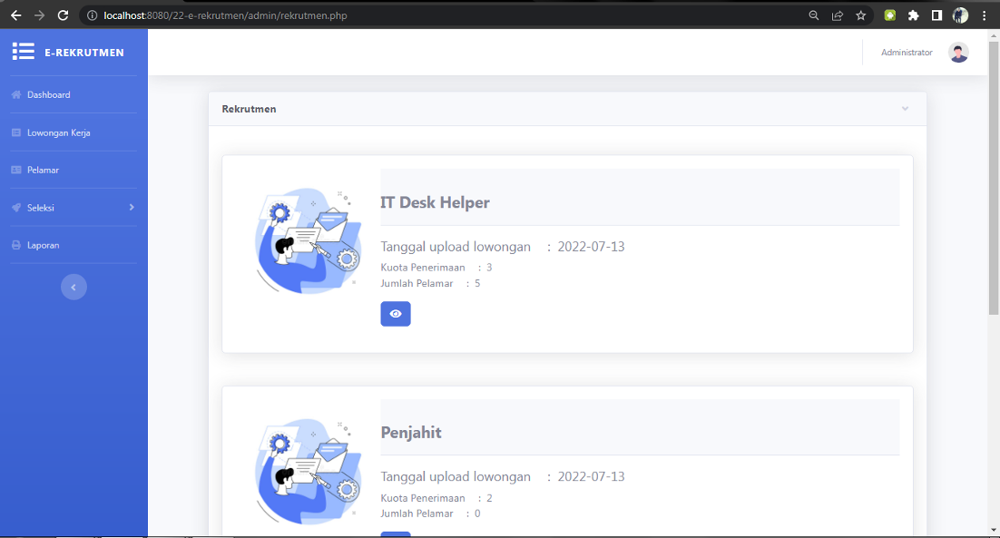 localhost:8080/22-e-rekrutmen/admin/rekrutmen.php
E-REKRUTMEN
Administrator
Dashboard
Lowongan Kerja
Pelamar
Seleksi
Laporan
Rekrutmen
IT Desk Helper
Tanggal upload lowongan : 2022-07-13
Kuota Penerimaan : 3
Jumlah Pelamar : 5
Penjahit
Tanggal upload lowongan : 2022-07-13
Kuota Penerimaan : 2
Jumlah Pelamar : 0